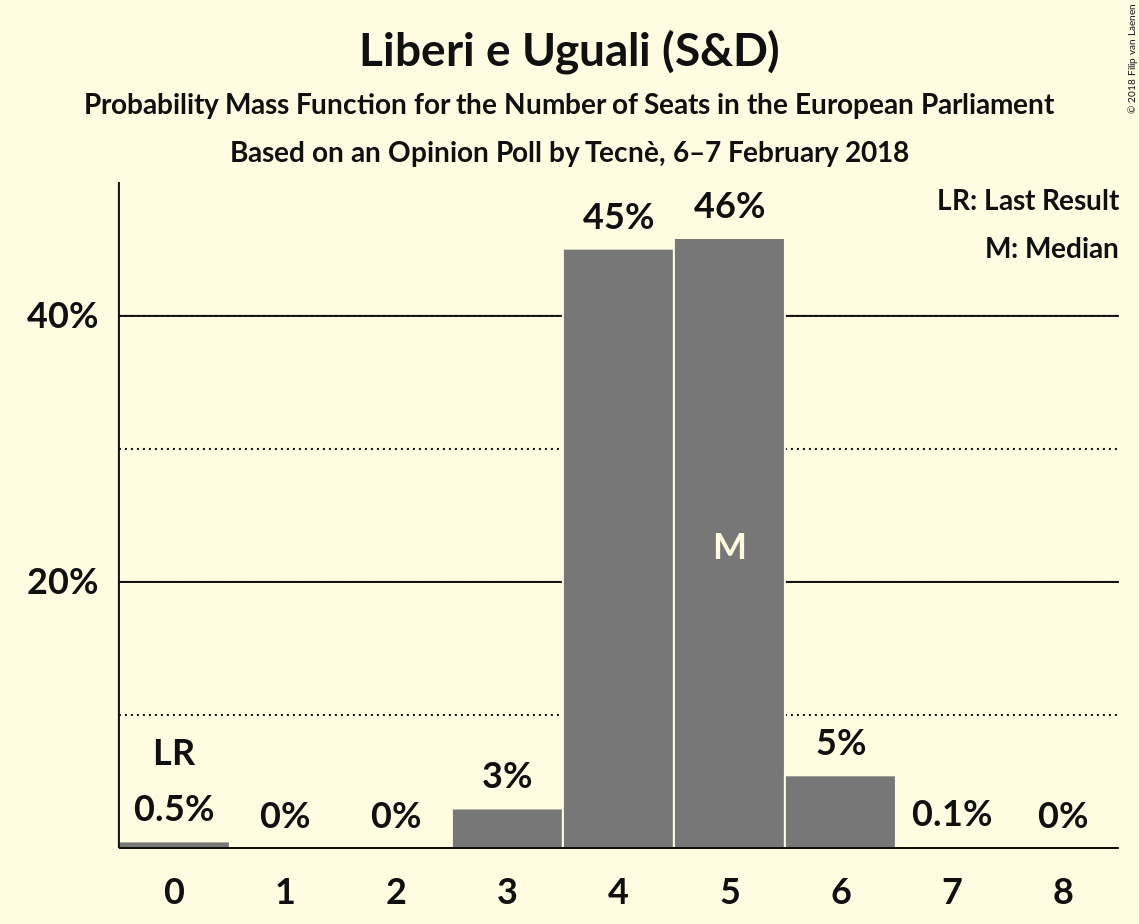 Liberi e Uguali (S&D)
Probability Mass Function for the Number of Seats in the European Parliament
Based on an Opinion Poll by Tecnè, 6–7 February 2018
© 2018 Filip van Laenen
LR: Last Result
M: Median
45%
46%
40%
20%
M
LR
0.5%
0%
0%
3%
5%
0.1%
0%
0 1 2 3 4 5 6 7 8